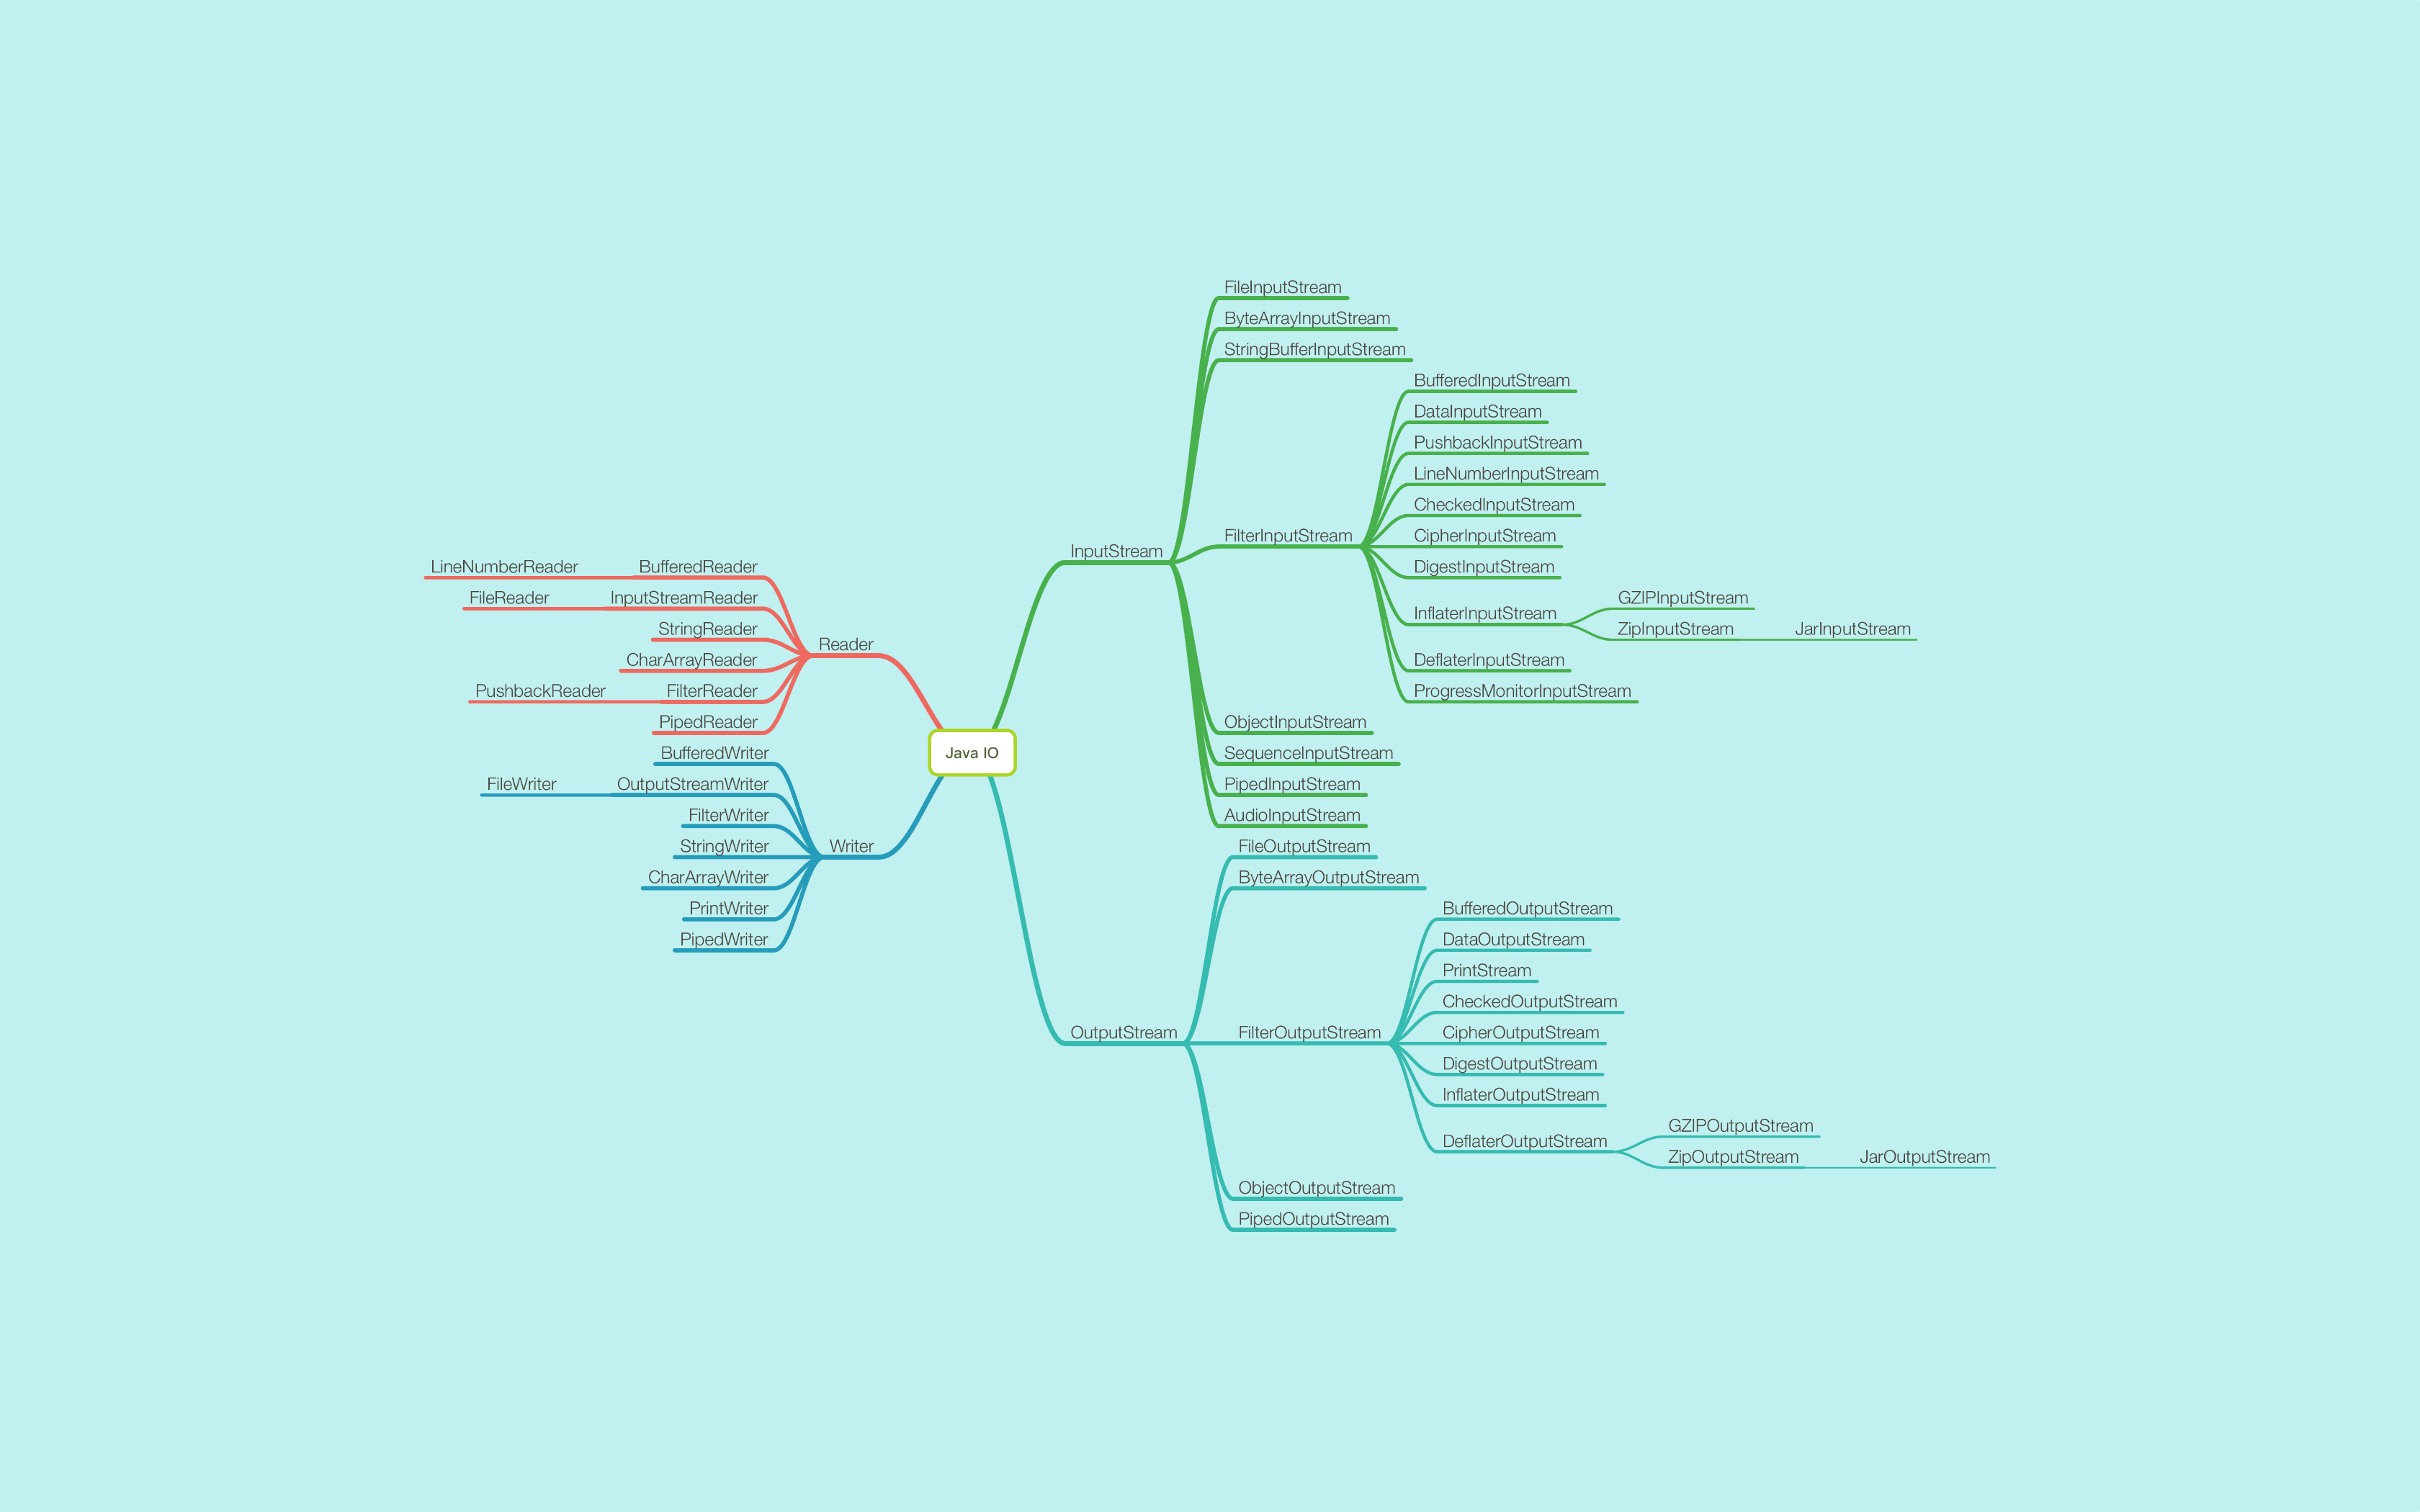 Java IO
Reader
BufferedReader
LineNumberReader
InputStreamReader
FileReader
StringReader
CharArrayReader
FilterReader
PushbackReader
PipedReader
Writer
BufferedWriter
OutputStreamWriter
FileWriter
FilterWriter
StringWriter
CharArrayWriter
PrintWriter
PipedWriter
InputStream
FileInputStream
ByteArrayInputStream
StringBufferInputStream
FilterInputStream
BufferedInputStream
DataInputStream
PushbackInputStream
LineNumberInputStream
CheckedInputStream
CipherInputStream
DigestInputStream
InflaterInputStream
GZIPInputStream
ZipInputStream
JarInputStream
DeflaterInputStream
ProgressMonitorInputStream
ObjectInputStream
SequenceInputStream
PipedInputStream
AudioInputStream
OutputStream
FileOutputStream
ByteArrayOutputStream
FilterOutputStream
BufferedOutputStream
DataOutputStream
PrintStream
CheckedOutputStream
CipherOutputStream
DigestOutputStream
InflaterOutputStream
DeflaterOutputStream
GZIPOutputStream
ZipOutputStream
JarOutputStream
ObjectOutputStream
PipedOutputStream